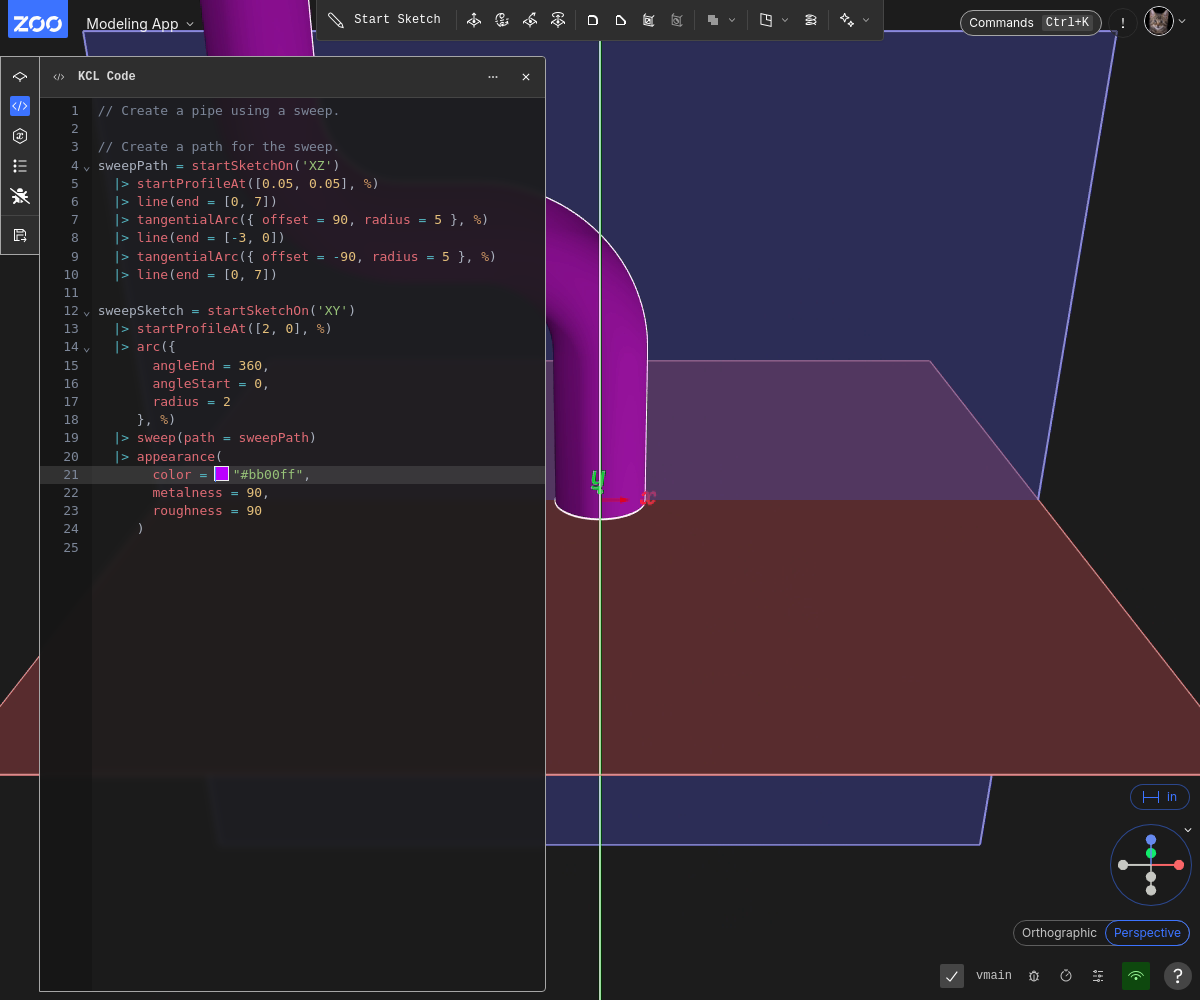 ZOO
Modeling App
Start Sketch
Commands Ctrl+K
!
KCL Code
1 // Create a pipe using a sweep.
2
3 // Create a path for the sweep.
4 sweepPath = startSketchOn('XZ')
5   |> startProfileAt([0.05, 0.05], %)
6   |> line(end = [0, 7])
7   |> tangentialArc({ offset = 90, radius = 5 }, %)
8   |> line(end = [-3, 0])
9   |> tangentialArc({ offset = -90, radius = 5 }, %)
10   |> line(end = [0, 7])
11
12 sweepSketch = startSketchOn('XY')
13   |> startProfileAt([2, 0], %)
14   |> arc({
15        angleEnd = 360,
16        angleStart = 0,
17        radius = 2
18      }, %)
19   |> sweep(path = sweepPath)
20   |> appearance(
21        color = "#bb00ff",
22        metalness = 90,
23        roughness = 90
24      )
25
y
x
in
Orthographic Perspective
vmain
?